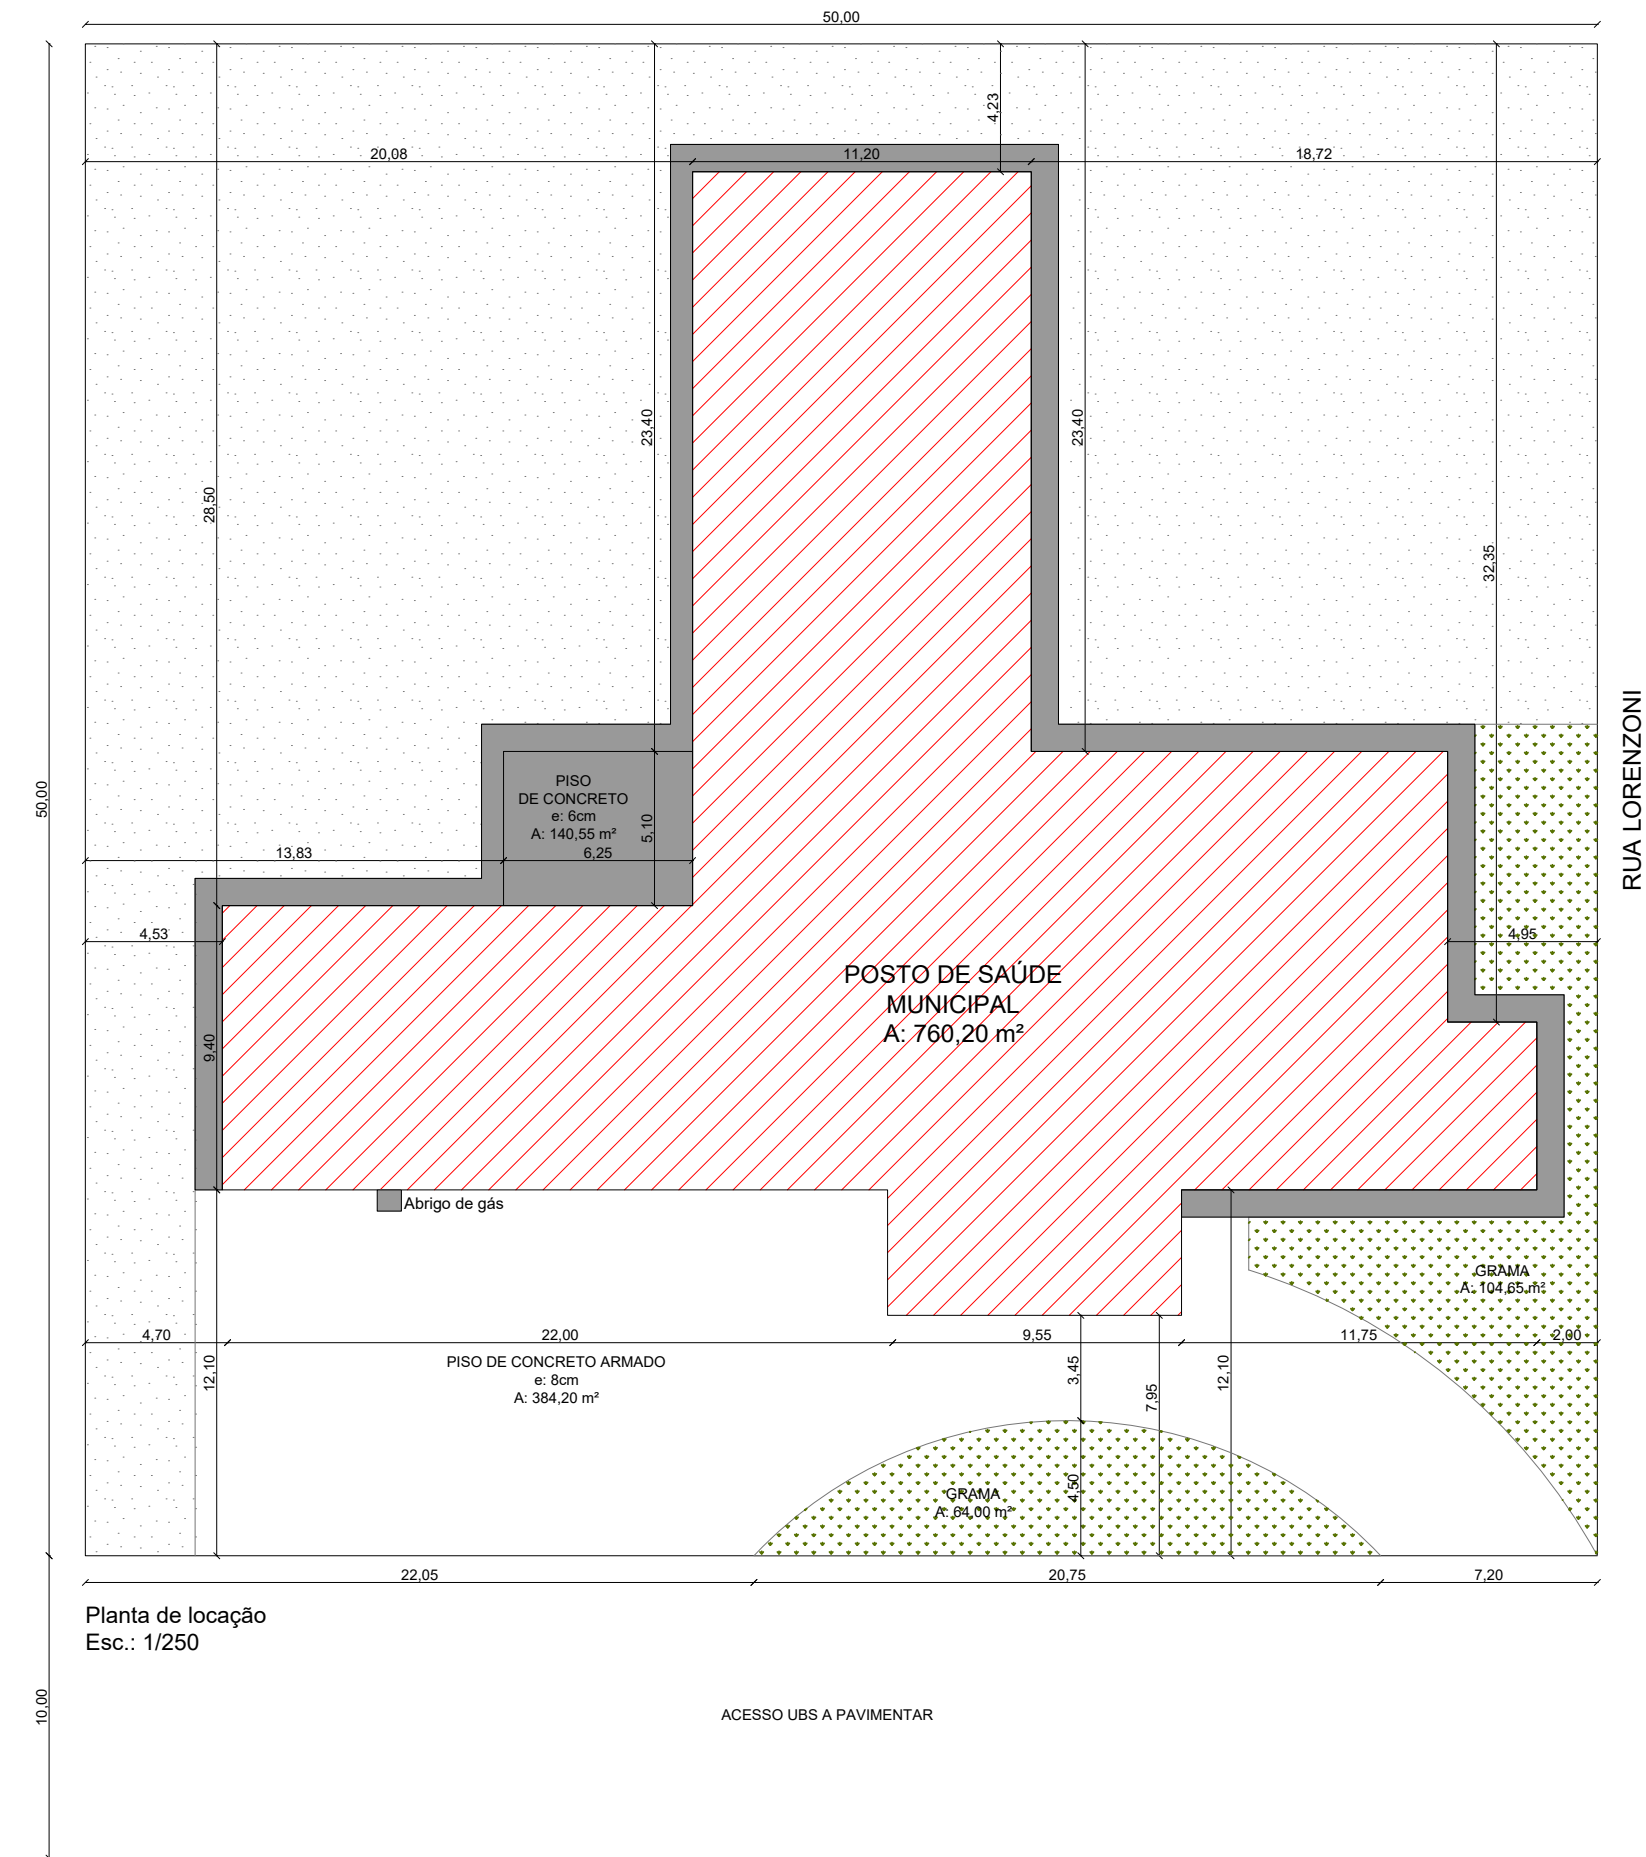 50,00
4,23
20,08
11,20
18,72
23,40
23,40
28,50
32,35
RUA LORENZONI
50,00
PISO
DE CONCRETO
e: 6cm
A: 140,55 m²
5,10
13,83
6,25
4,53
4,95
POSTO DE SAÚDE
MUNICIPAL
A: 760,20 m²
9,40
Abrigo de gás
GRAMA
A: 104,65 m²
4,70
22,00
9,55
11,75
2,00
PISO DE CONCRETO ARMADO
e: 8cm
A: 384,20 m²
12,10
3,45
7,95
12,10
4,50
GRAMA
A: 64,00 m²
22,05
20,75
7,20
Planta de locação
Esc.: 1/250
10,00
ACESSO UBS A PAVIMENTAR